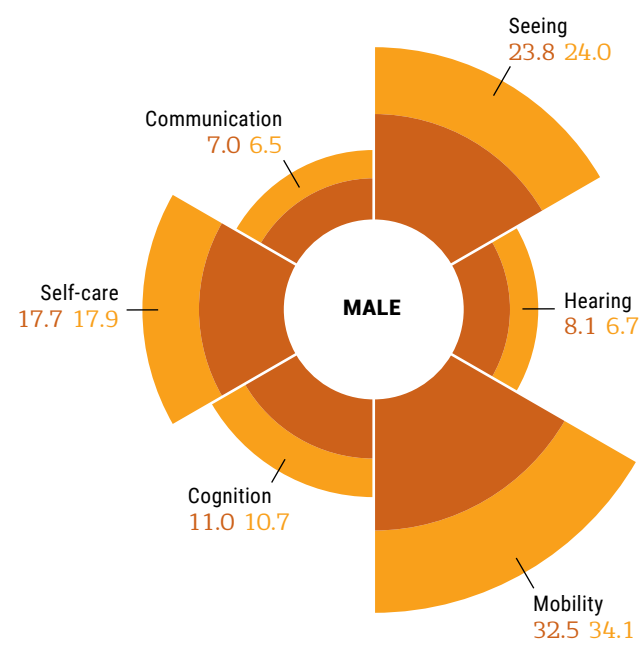 Seeing
23.8 24.0
Communication
7.0 6.5
Self-care
17.7 17.9
MALE
Hearing
8.1 6.7
Cognition
11.0 10.7
Mobility
32.5 34.1